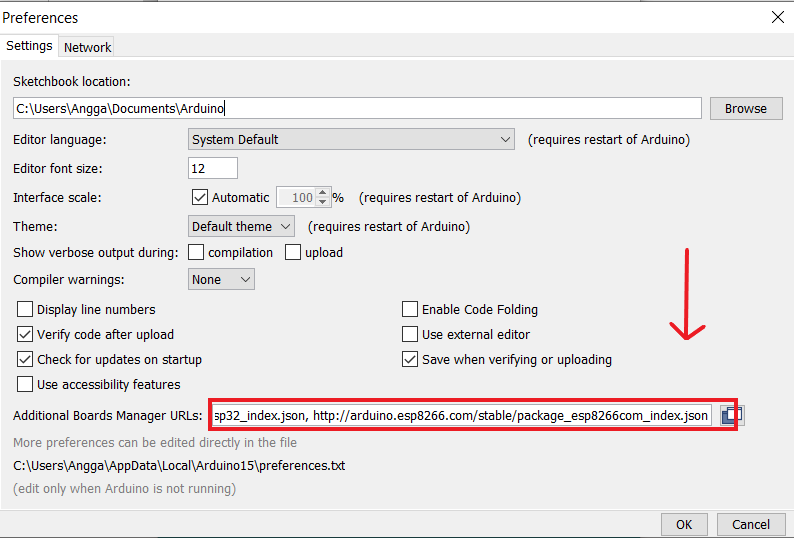 Preferences
Settings Network
Sketchbook location:
C:\Users\Angga\Documents\Arduino Browse
Editor language: System Default (requires restart of Arduino)
Editor font size: 12
Interface scale: Automatic 100 % (requires restart of Arduino)
Theme: Default theme (requires restart of Arduino)
Show verbose output during: compilation upload
Compiler warnings: None
Display line numbers Enable Code Folding
Verify code after upload Use external editor
Check for updates on startup Save when verifying or uploading
Use accessibility features
Additional Boards Manager URLs: sp32_index.json, http://arduino.esp8266.com/stable/package_esp8266com_index.json
More preferences can be edited directly in the file
C:\Users\Angga\AppData\Local\Arduino15\preferences.txt
(edit only when Arduino is not running)
OK Cancel